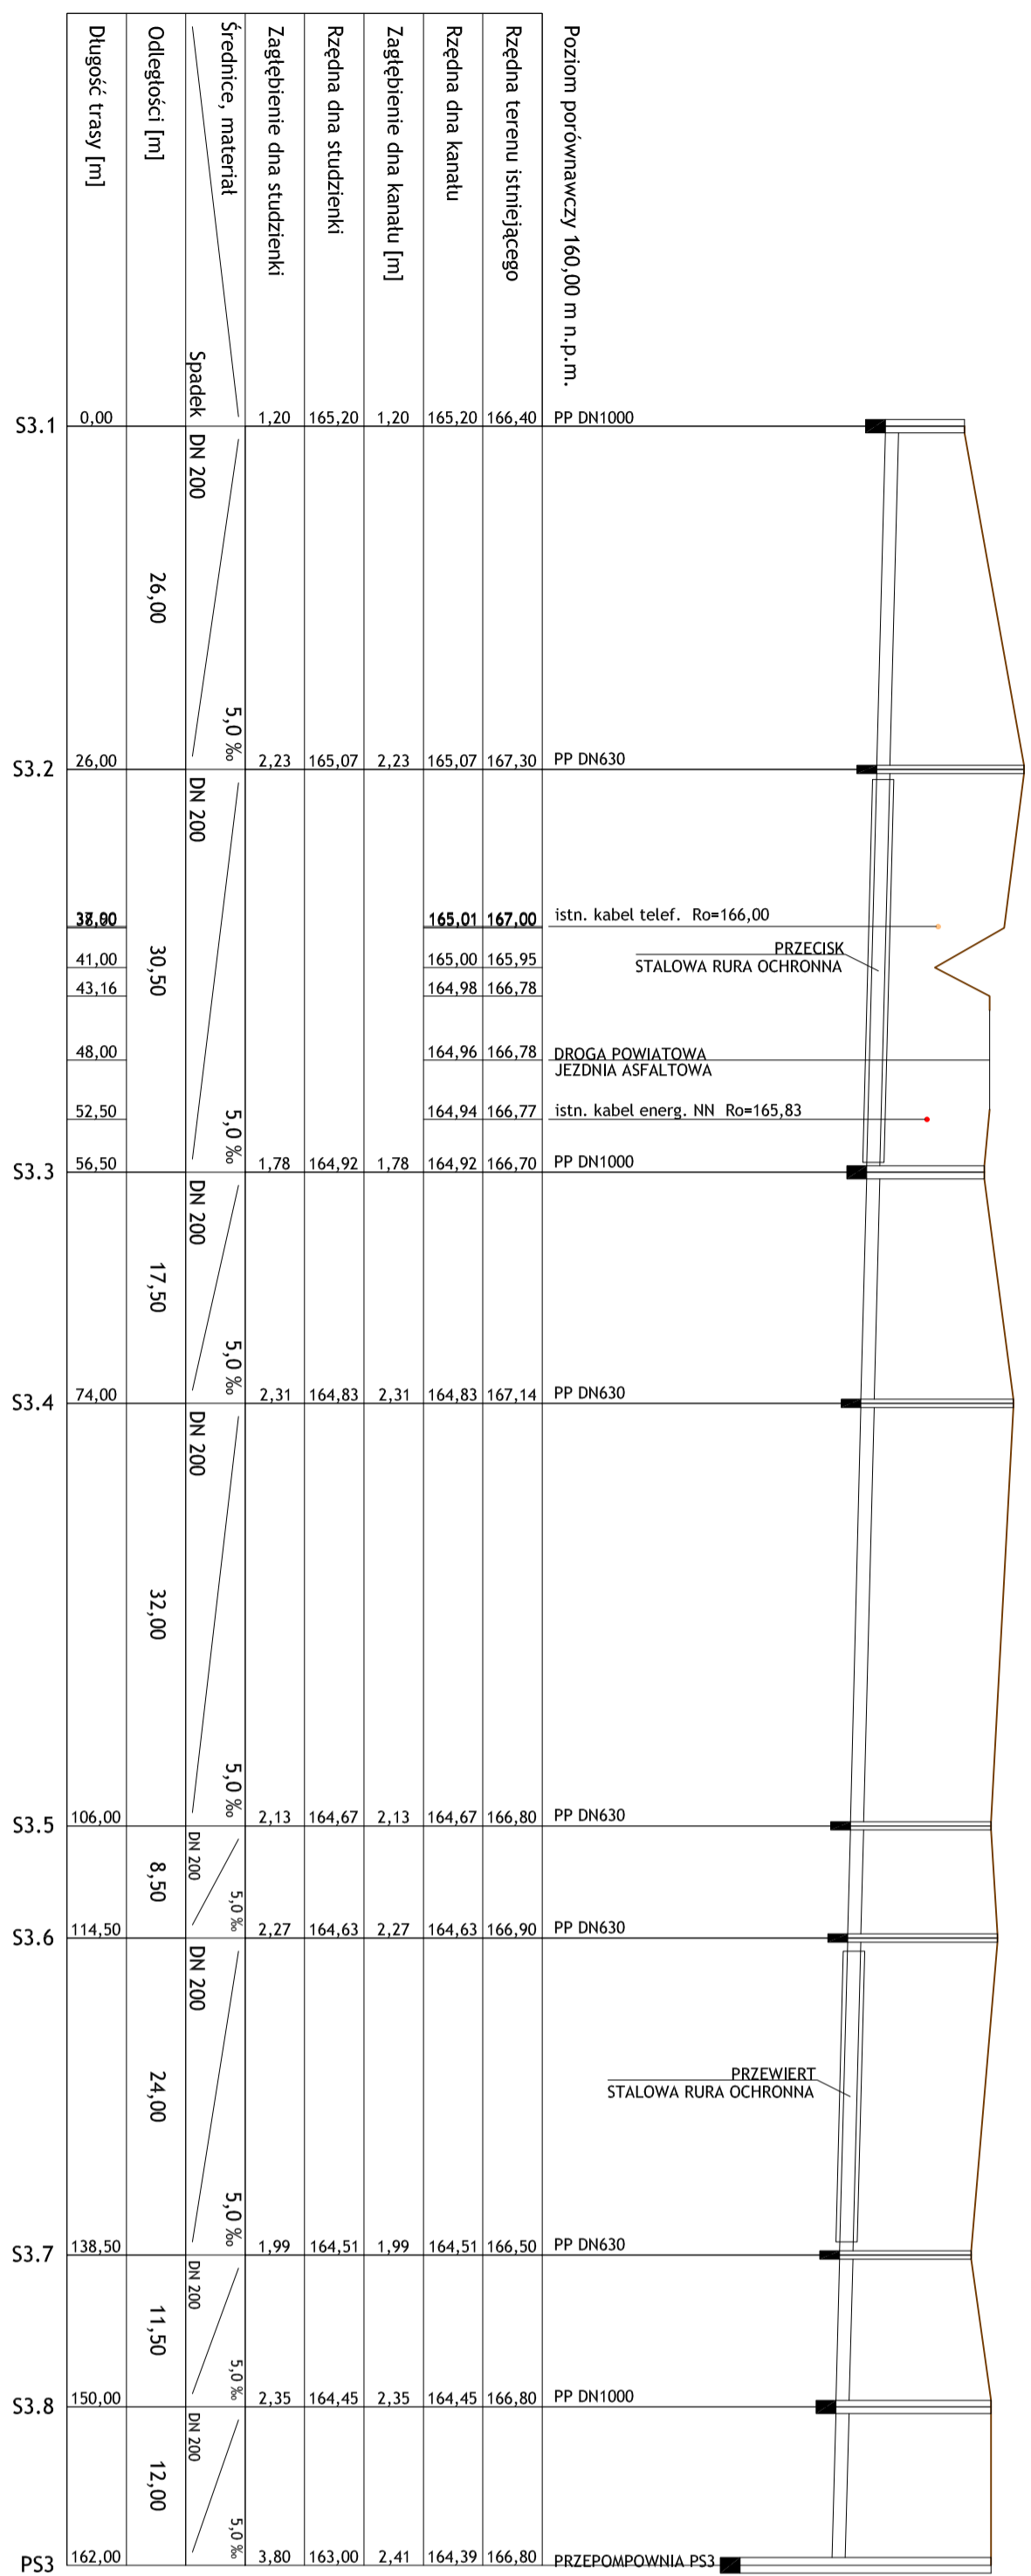 Poziom porównawczy 160,00 m n.p.m.
Rzędna terenu istniejącego
Rzędna dna kanału
Zagłębienie dna kanału [m]
Rzędna dna studzienki
Zagłębienie dna studzienki
Średnice, materiał
Spadek
Odległości [m]
Długość trasy [m]
S3.1
0,00
1,20
165,20
1,20
165,20
166,40
PP DN1000
DN 200
26,00
5,0 ‰
S3.2
26,00
2,23
165,07
2,23
165,07
167,30
PP DN630
DN 200
30,50
165,01
167,00
istn. kabel telef. Ro=166,00
PRZECISK
STALOWA RURA OCHRONNA
41,00
165,00
165,95
43,16
164,98
166,78
48,00
164,96
166,78
DROGA POWIATOWA
JEZDNIA ASFALTOWA
52,50
164,94
166,77
istn. kabel energ. NN Ro=165,83
5,0 ‰
S3.3
56,50
1,78
164,92
1,78
164,92
166,70
PP DN1000
DN 200
17,50
5,0 ‰
S3.4
74,00
2,31
164,83
2,31
164,83
167,14
PP DN630
DN 200
32,00
5,0 ‰
S3.5
106,00
2,13
164,67
2,13
164,67
166,80
PP DN630
DN 200
8,50
5,0 ‰
S3.6
114,50
2,27
164,63
2,27
164,63
166,90
PP DN630
DN 200
24,00
PRZEWIERT
STALOWA RURA OCHRONNA
5,0 ‰
S3.7
138,50
1,99
164,51
1,99
164,51
166,50
PP DN630
DN 200
11,50
5,0 ‰
S3.8
150,00
2,35
164,45
2,35
164,45
166,80
PP DN1000
DN 200
12,00
5,0 ‰
PS3
162,00
3,80
163,00
2,41
164,39
166,80
PRZEPOMPOWNIA PS3